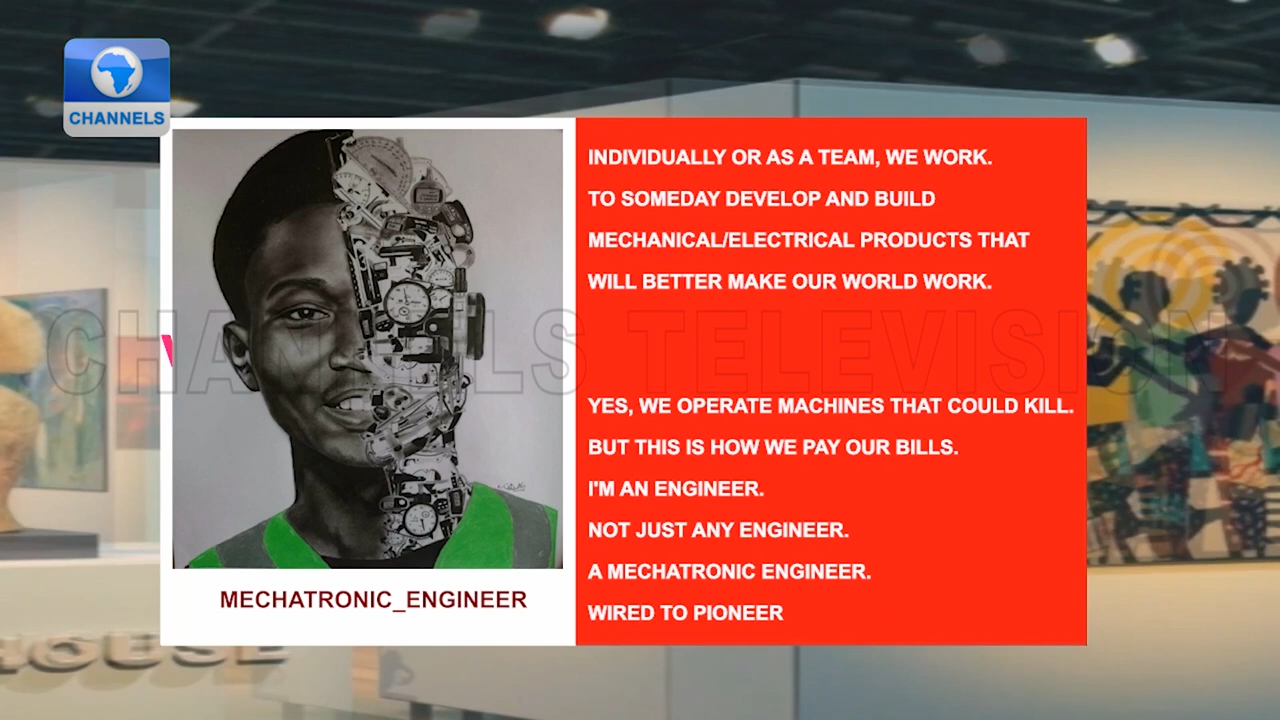 CHANNELS
INDIVIDUALLY OR AS A TEAM, WE WORK.
TO SOMEDAY DEVELOP AND BUILD
MECHANICAL/ELECTRICAL PRODUCTS THAT
WILL BETTER MAKE OUR WORLD WORK.
CHANNELS TELEVISION
YES, WE OPERATE MACHINES THAT COULD KILL.
BUT THIS IS HOW WE PAY OUR BILLS.
I'M AN ENGINEER.
NOT JUST ANY ENGINEER.
A MECHATRONIC ENGINEER.
WIRED TO PIONEER
MECHATRONIC_ENGINEER
HOUSE